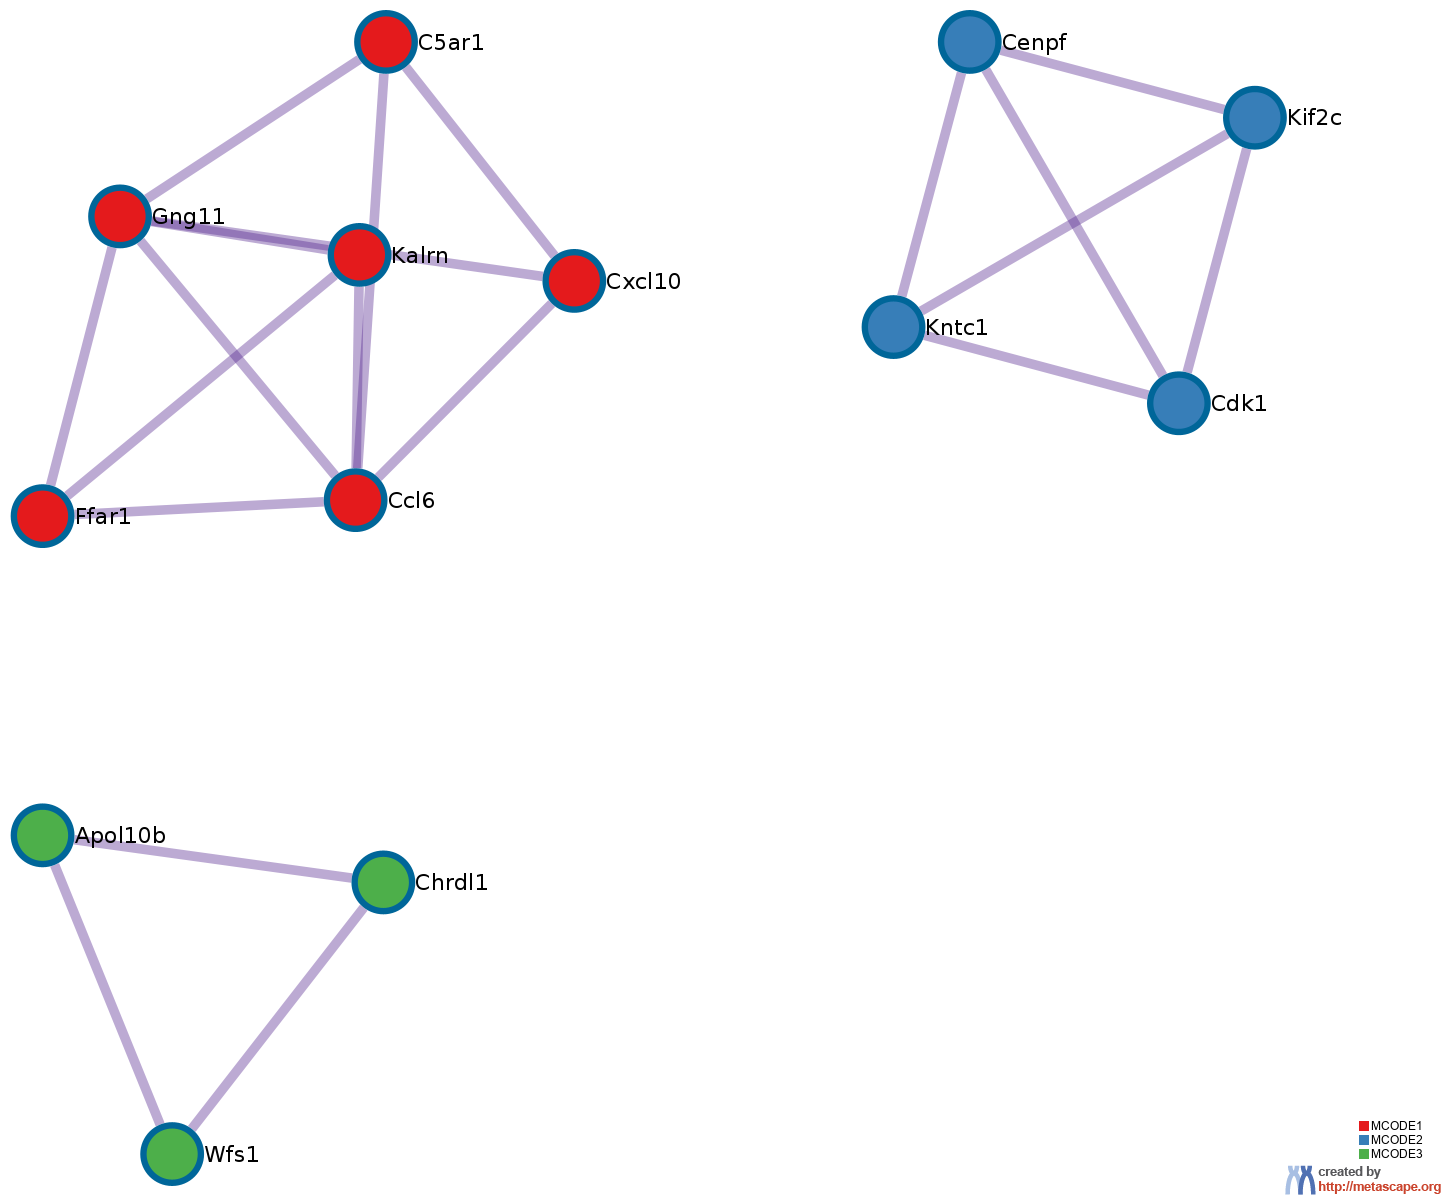 C5ar1
Cenpf
Kif2c
Gng11
Kalrn
Cxcl10
Kntc1
Cdk1
Ccl6
Ffar1
Apol10b
Chrdl1
Wfs1
MCODE1
MCODE2
MCODE3
created by
http://metascape.org